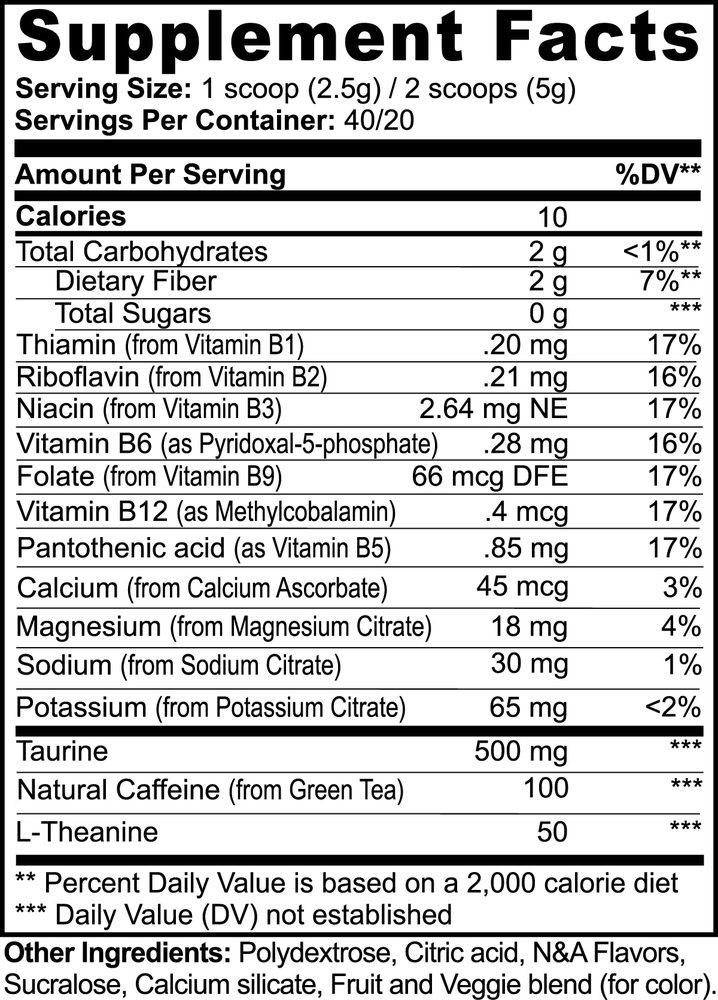 Supplement Facts
Serving Size: 1 scoop (2.5g) / 2 scoops (5g)
Servings Per Container: 40/20
Amount Per Serving %DV**
Calories 10
Total Carbohydrates 2 g <1%**
Dietary Fiber 2 g 7%**
Total Sugars 0 g ***
Thiamin (from Vitamin B1) .20 mg 17%
Riboflavin (from Vitamin B2) .21 mg 16%
Niacin (from Vitamin B3) 2.64 mg NE 17%
Vitamin B6 (as Pyridoxal-5-phosphate) .28 mg 16%
Folate (from Vitamin B9) 66 mcg DFE 17%
Vitamin B12 (as Methylcobalamin) .4 mcg 17%
Pantothenic acid (as Vitamin B5) .85 mg 17%
Calcium (from Calcium Ascorbate) 45 mcg 3%
Magnesium (from Magnesium Citrate) 18 mg 4%
Sodium (from Sodium Citrate) 30 mg 1%
Potassium (from Potassium Citrate) 65 mg <2%
Taurine 500 mg ***
Natural Caffeine (from Green Tea) 100 ***
L-Theanine 50 ***
** Percent Daily Value is based on a 2,000 calorie diet
*** Daily Value (DV) not established
Other Ingredients: Polydextrose, Citric acid, N&A Flavors,
Sucralose, Calcium silicate, Fruit and Veggie blend (for color).